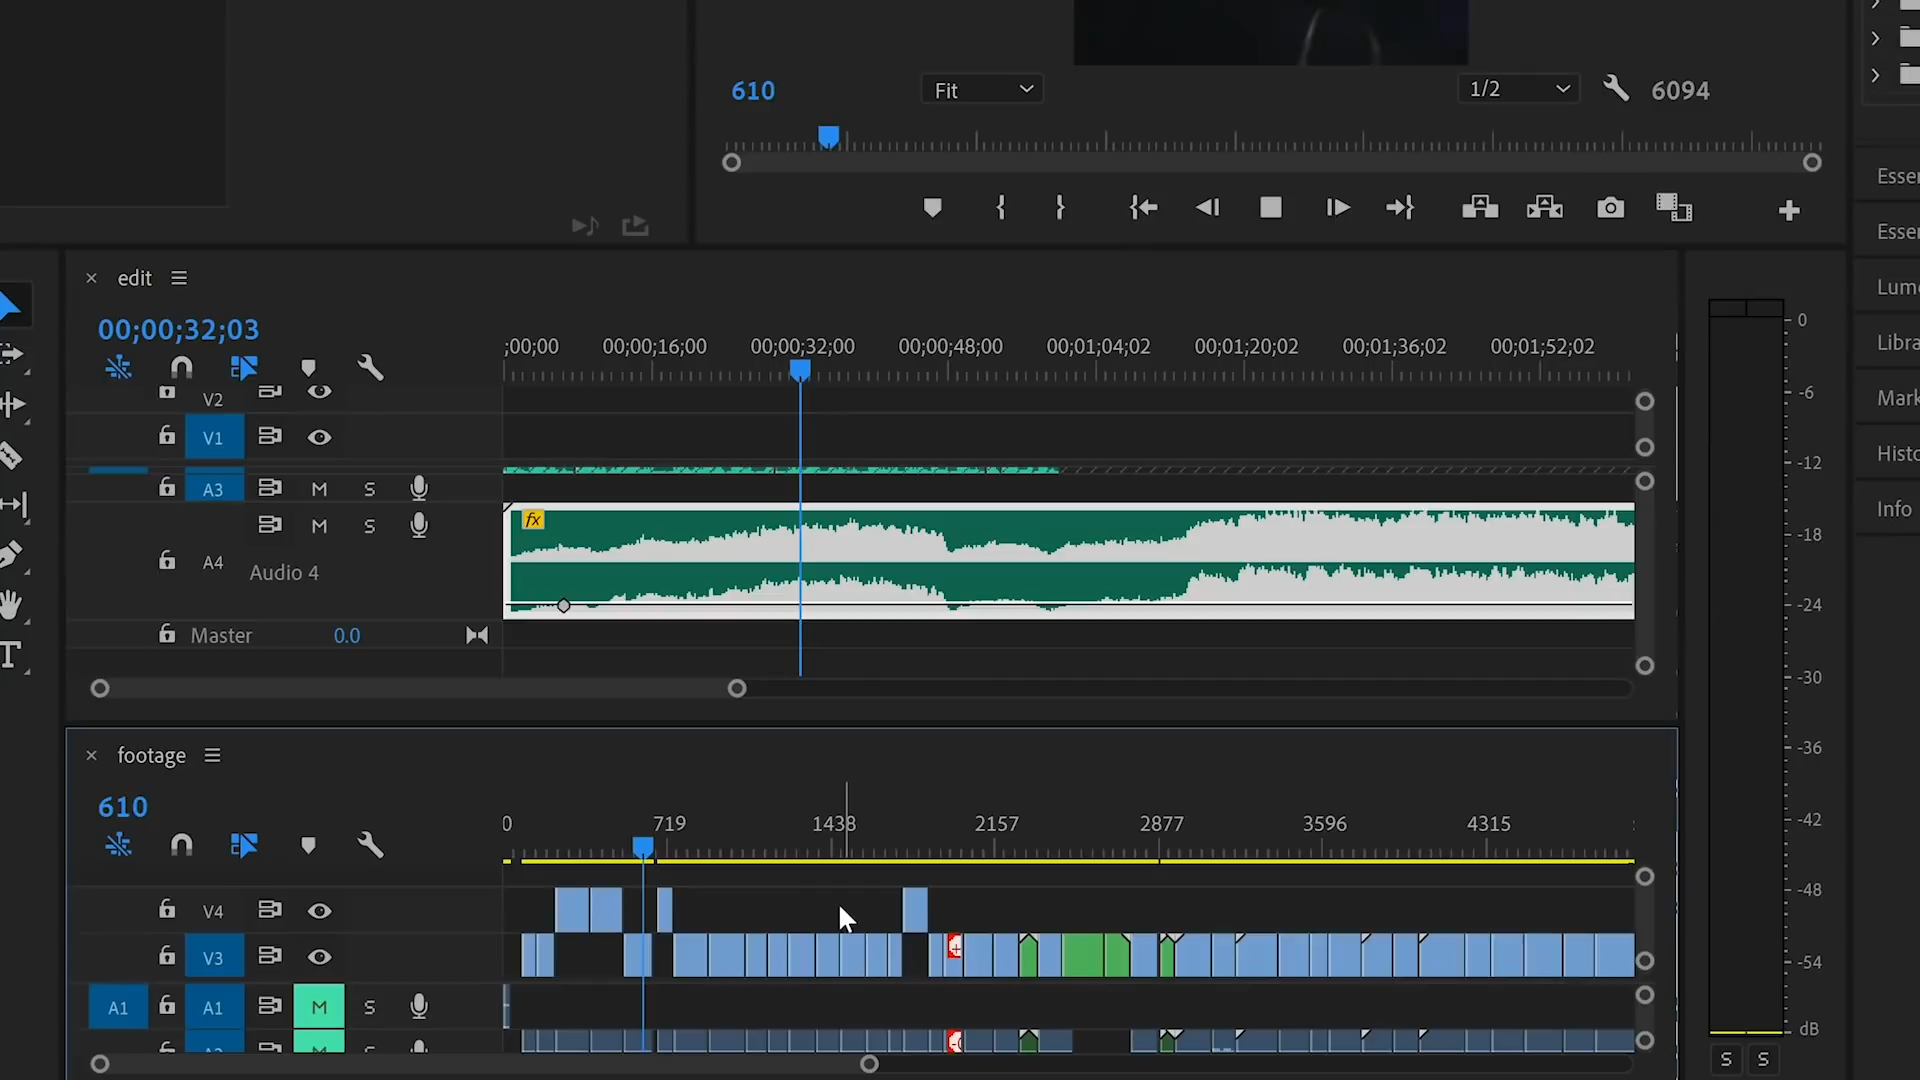 610
Fit
1/2
6094
edit
00;00;32;03
;00;00
00;00;16;00
00;00;32;00
00;00;48;00
00;01;04;02
00;01;20;02
00;01;36;02
00;01;52;02
V2
V1
A3 M S
fx
M S
A4
Audio 4
Master 0.0
footage
610
0 719 1438 2157 2877 3596 4315
V4
V3
A1 A1 M S
Esser
Esser
Lume
Libra
Mark
Histo
Info
0
-6
-12
-18
-24
-30
-36
-42
-48
-54
dB
S S